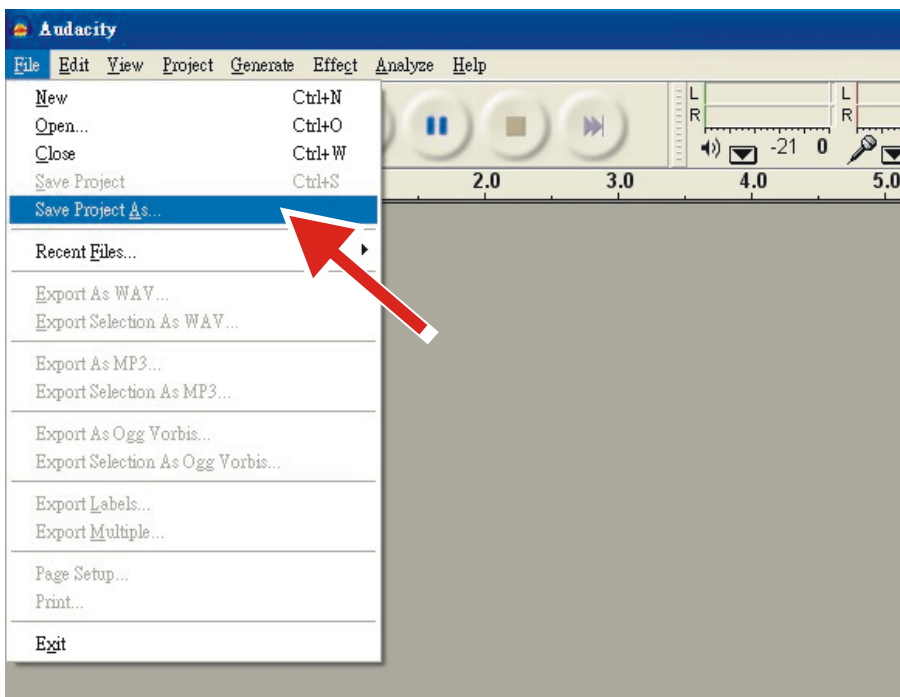 Audacity
File Edit View Project Generate Effect Analyze Help
New Ctrl+N
Open... Ctrl+O
Close Ctrl+W
Save Project Ctrl+S
Save Project As...
Recent Files...
Export As WAV...
Export Selection As WAV...
Export As MP3...
Export Selection As MP3...
Export As Ogg Vorbis...
Export Selection As Ogg Vorbis...
Export Labels...
Export Multiple...
Page Setup...
Print...
Exit
L
R
-21 0
L
R
2.0 3.0 4.0 5.0